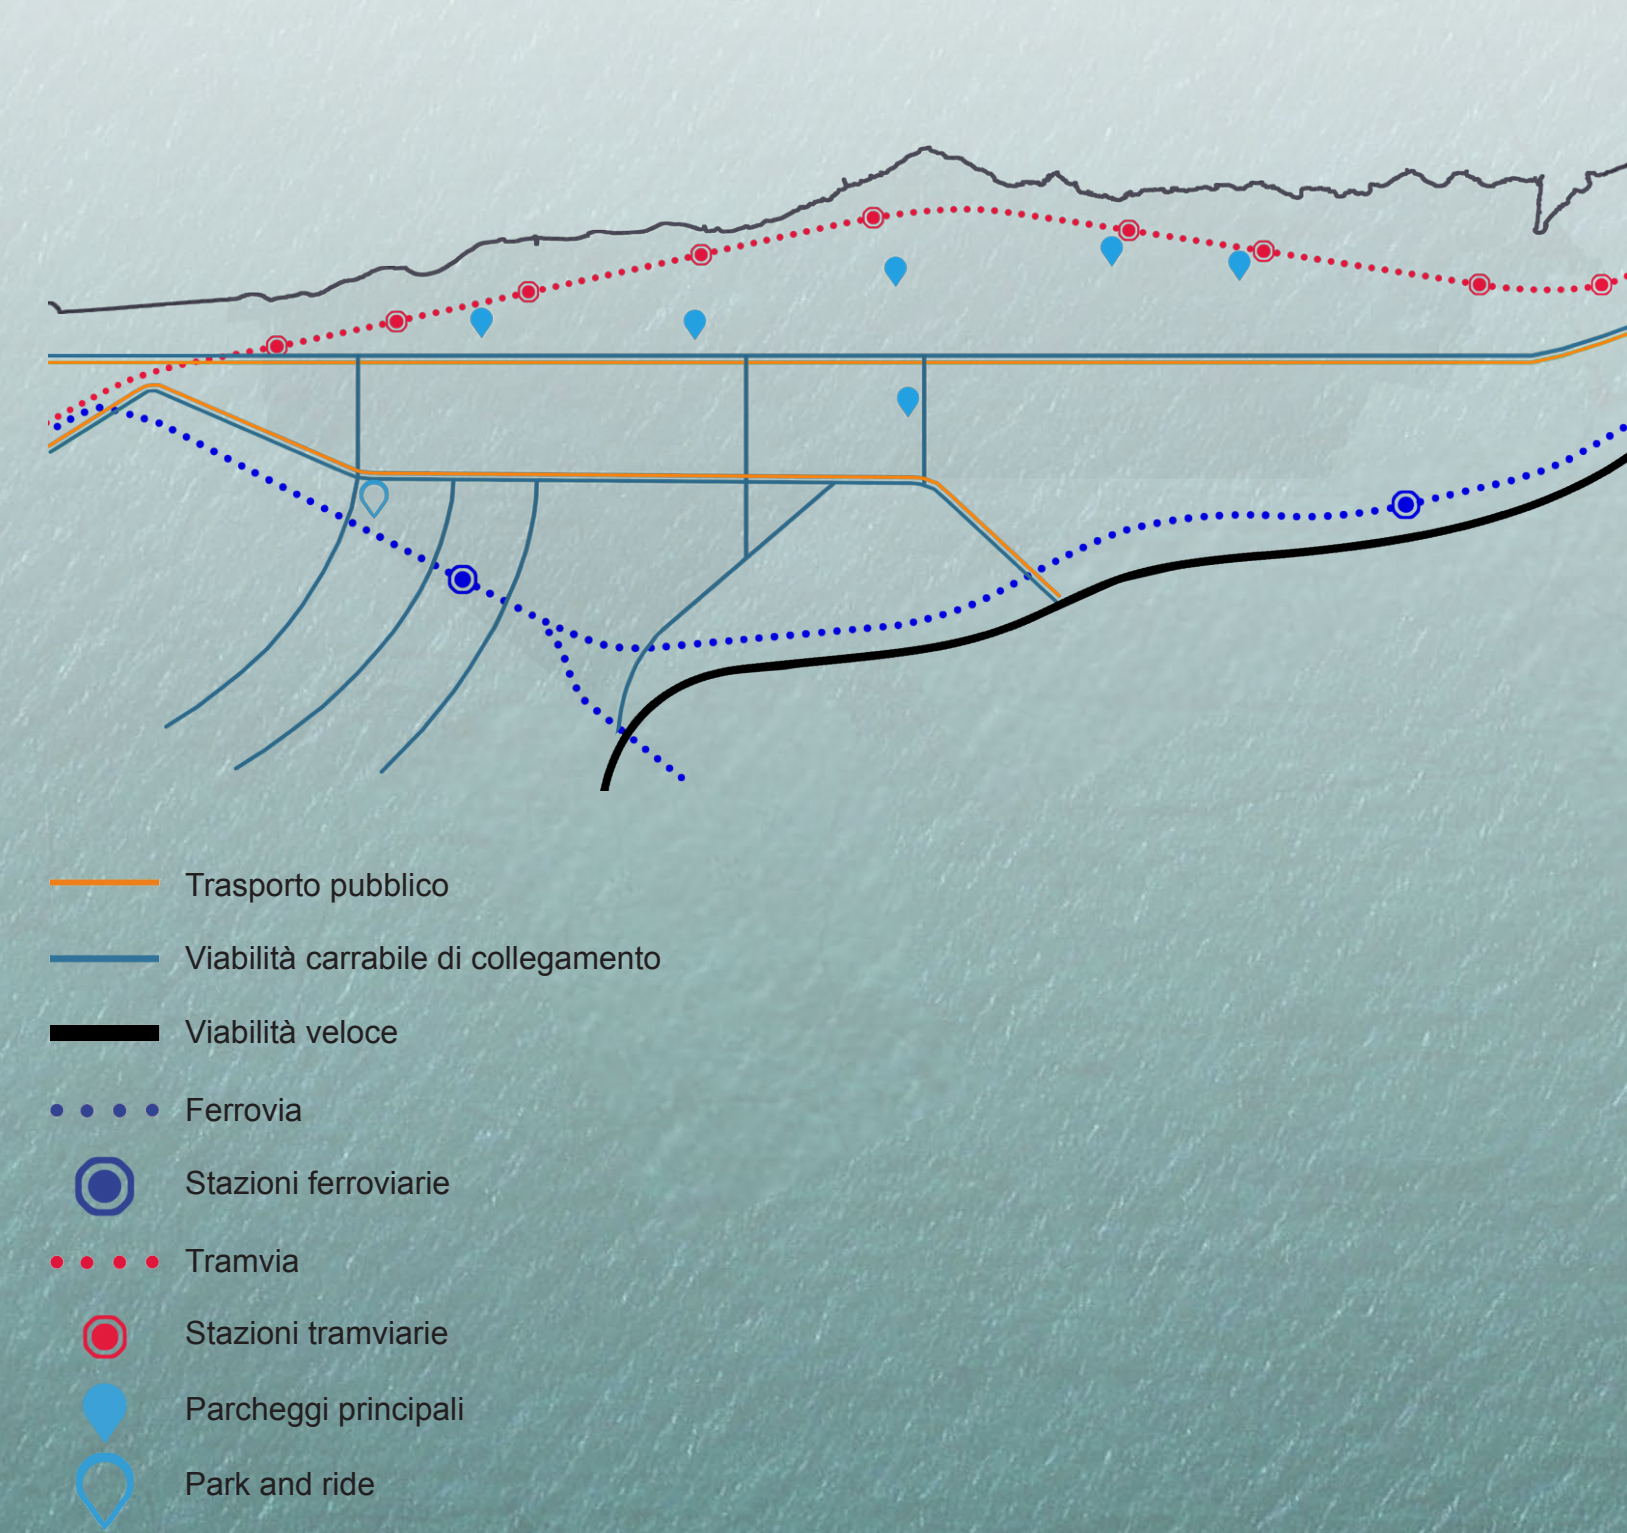 Trasporto pubblico
Viabilità carrabile di collegamento
Viabilità veloce
Ferrovia
Stazioni ferroviarie
Tramvia
Stazioni tramviarie
Parcheggi principali
Park and ride